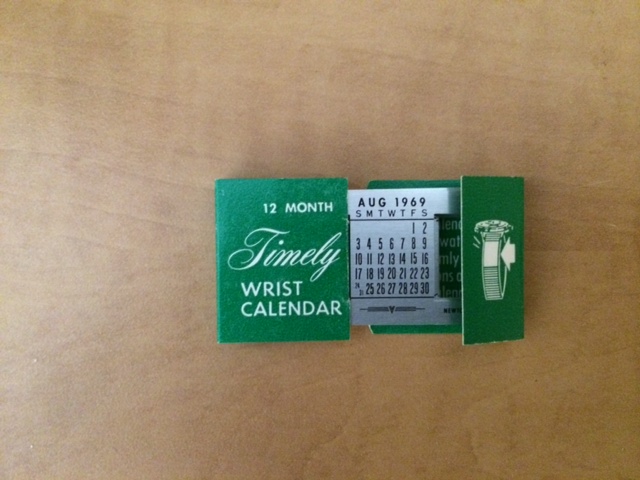 12 MONTH
Timely
WRIST
CALENDAR
AUG 1969
S M T W T F S
1 2
3 4 5 6 7 8 9
10 11 12 13 14 15 16
17 18 19 20 21 22 23
24/31 25 26 27 28 29 30